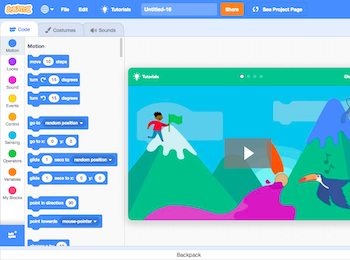 SCRATCH File Edit Tutorials Untitled-16 Share See Project Page
Code Costumes Sounds
Motion
Looks
Sound
Events
Control
Sensing
Operators
Variables
My Blocks
Motion
move 10 steps
turn 15 degrees
turn 15 degrees
go to random position
go to x: 0 y: 0
glide 1 secs to random position
glide 1 secs to x: 0 y: 0
point in direction 90
point towards mouse-pointer
Tutorials
Backpack